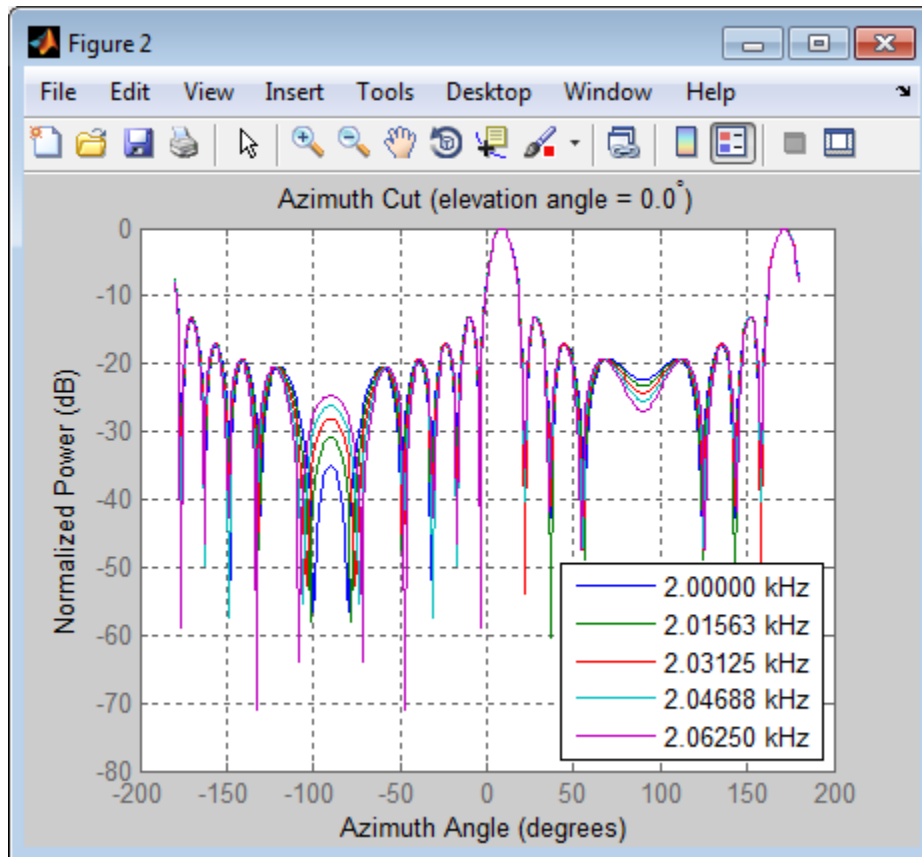 Figure 2
File Edit View Insert Tools Desktop Window Help
Azimuth Cut (elevation angle = 0.0°)
Normalized Power (dB)
0
-10
-20
-30
-40
-50
-60
-70
-80
2.00000 kHz
2.01563 kHz
2.03125 kHz
2.04688 kHz
2.06250 kHz
-200 -150 -100 -50 0 50 100 150 200
Azimuth Angle (degrees)